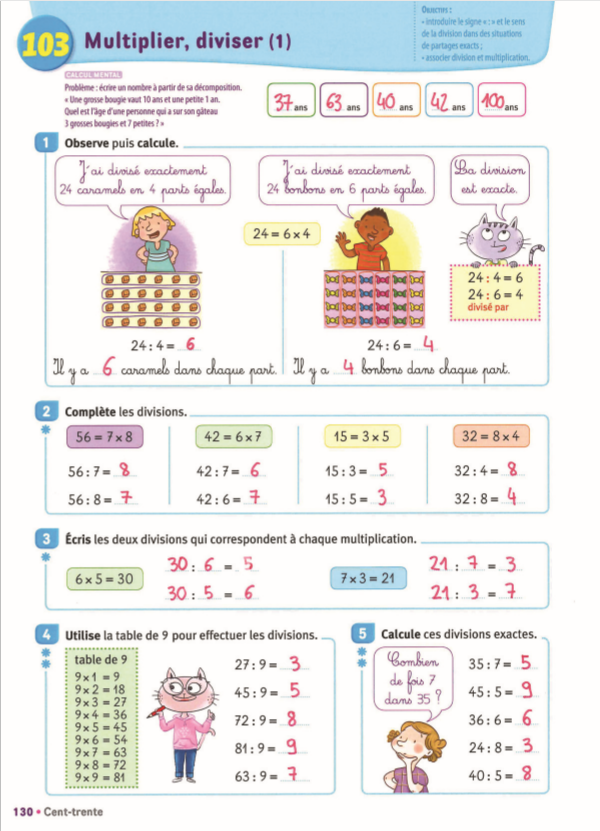 103 Multiplier, diviser (1)
OBJECTIFS :
• introduire le signe « : » et le sens
de la division dans des situations
de partages exacts ;
• associer division et multiplication.
CALCUL MENTAL
Problème : écrire un nombre à partir de sa décomposition.
« Une grosse bougie vaut 10 ans et une petite 1 an.
Quel est l'âge d'une personne qui a sur son gâteau
3 grosses bougies et 7 petites ? »
37 ans 63 ans 40 ans 42 ans 100 ans
1 Observe puis calcule.
J'ai divisé exactement
24 caramels en 4 parts égales.
J'ai divisé exactement
24 bonbons en 6 parts égales.
La division
est exacte.
24 = 6 x 4
24 : 4 = 6
24 : 6 = 4
divisé par
24 : 4 = 6
Il y a 6 caramels dans chaque part.
24 : 6 = 4
Il y a 4 bonbons dans chaque part.
2 Complète les divisions.
56 = 7 x 8 42 = 6 x 7 15 = 3 x 5 32 = 8 x 4
56 : 7 = 8 42 : 7 = 6 15 : 3 = 5 32 : 4 = 8
56 : 8 = 7 42 : 6 = 7 15 : 5 = 3 32 : 8 = 4
3 Écris les deux divisions qui correspondent à chaque multiplication.
6 x 5 = 30
30 : 6 = 5
30 : 5 = 6
7 x 3 = 21
21 : 7 = 3
21 : 3 = 7
4 Utilise la table de 9 pour effectuer les divisions.
table de 9
9 x 1 = 9
9 x 2 = 18
9 x 3 = 27
9 x 4 = 36
9 x 5 = 45
9 x 6 = 54
9 x 7 = 63
9 x 8 = 72
9 x 9 = 81
27 : 9 = 3
45 : 9 = 5
72 : 9 = 8
81 : 9 = 9
63 : 9 = 7
5 Calcule ces divisions exactes.
Combien
de fois 7
dans 35 ?
35 : 7 = 5
45 : 5 = 9
36 : 6 = 6
24 : 8 = 3
40 : 5 = 8
130 • Cent-trente